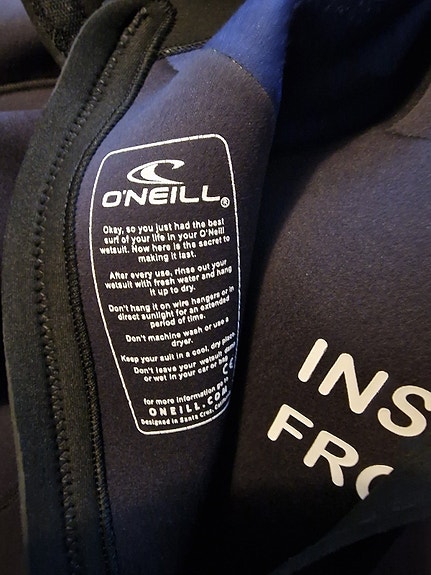 O'NEILL®
Okay, so you just had the best
surf of your life in your O'Neill
wetsuit. Now here is the secret to
making it last.
After every use, rinse out your
wetsuit with fresh water and hang
it up to dry.
Don't hang it on wire hangers or in
direct sunlight for an extended
period of time.
Don't machine wash or use a
dryer.
Keep your suit in a cool, dry place.
Don't leave your wetsuit damp
or wet in your car or bag.
CE
for more information go to
ONEILL.COM
Designed in Santa Cruz,
INS
FRO